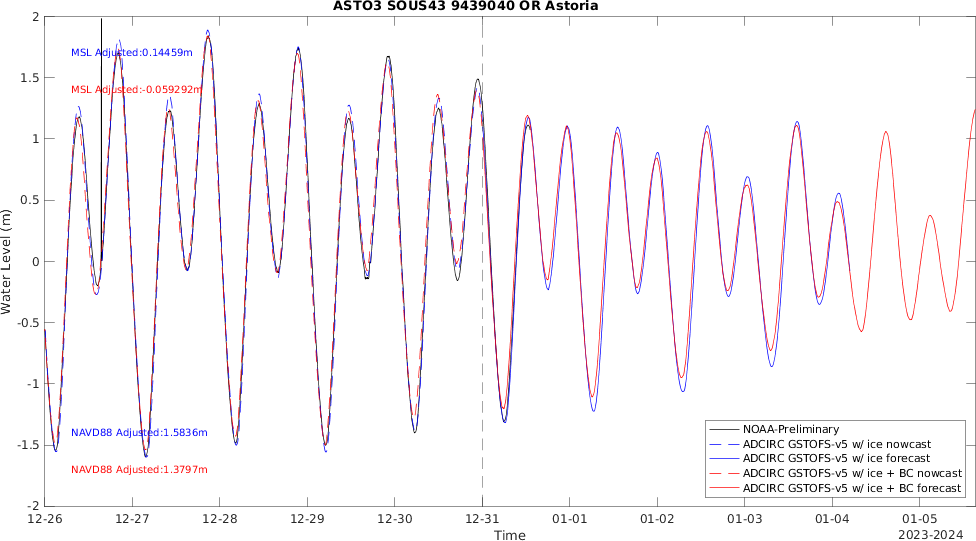 ASTO3 SOUS43 9439040 OR Astoria
2
1.5
1
0.5
0
-0.5
-1
-1.5
-2
Water Level (m)
MSL Adjusted:0.14459m
MSL Adjusted:-0.059292m
NAVD88 Adjusted:1.5836m
NAVD88 Adjusted:1.3797m
NOAA-Preliminary
ADCIRC GSTOFS-v5 w/ ice nowcast
ADCIRC GSTOFS-v5 w/ ice forecast
ADCIRC GSTOFS-v5 w/ ice + BC nowcast
ADCIRC GSTOFS-v5 w/ ice + BC forecast
12-26 12-27 12-28 12-29 12-30 12-31 01-01 01-02 01-03 01-04 01-05
Time
2023-2024